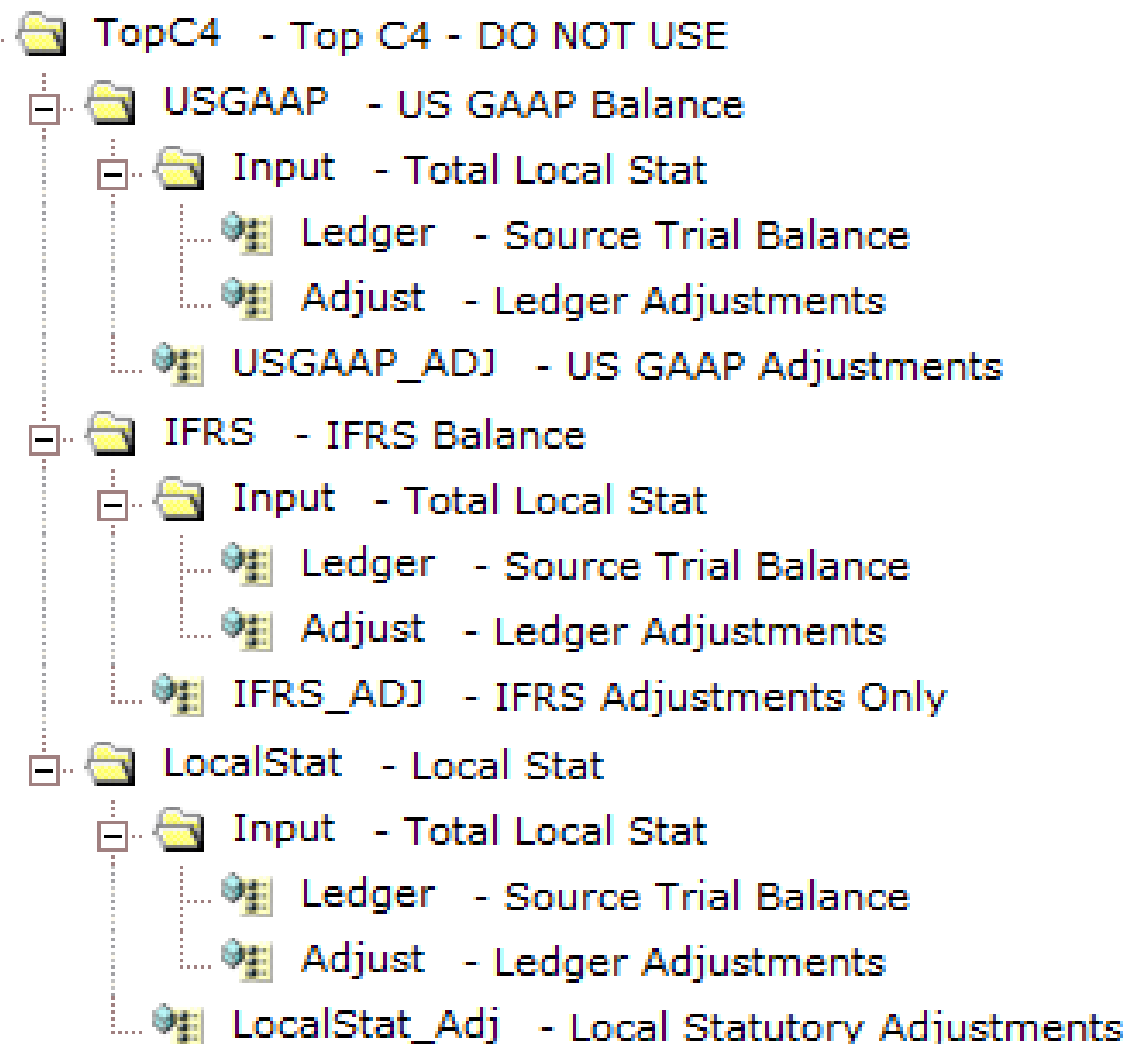 TopC4 - Top C4 - DO NOT USE
USGAAP - US GAAP Balance
Input - Total Local Stat
Ledger - Source Trial Balance
Adjust - Ledger Adjustments
USGAAP_ADJ - US GAAP Adjustments
IFRS - IFRS Balance
Input - Total Local Stat
Ledger - Source Trial Balance
Adjust - Ledger Adjustments
IFRS_ADJ - IFRS Adjustments Only
LocalStat - Local Stat
Input - Total Local Stat
Ledger - Source Trial Balance
Adjust - Ledger Adjustments
LocalStat_Adj - Local Statutory Adjustments